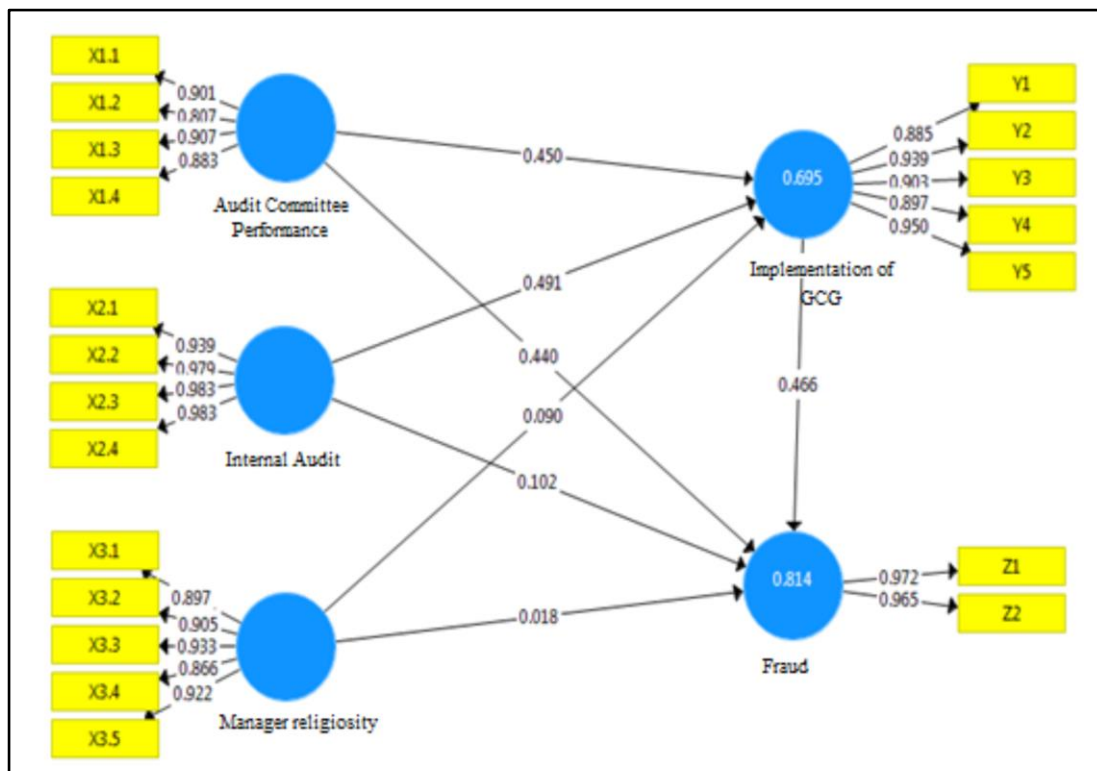 X1.1
X1.2
X1.3
X1.4
0.901
0.807
0.907
0.883
Audit Committee
Performance
X2.1
X2.2
X2.3
X2.4
0.939
0.979
0.983
0.983
Internal Audit
X3.1
X3.2
X3.3
X3.4
X3.5
0.897
0.905
0.933
0.866
0.922
Manager religiosity
0.450
0.491
0.440
0.090
0.102
0.018
0.695
Implementation of
GCG
0.885
0.939
0.903
0.897
0.950
Y1
Y2
Y3
Y4
Y5
0.466
0.814
Fraud
0.972
0.965
Z1
Z2